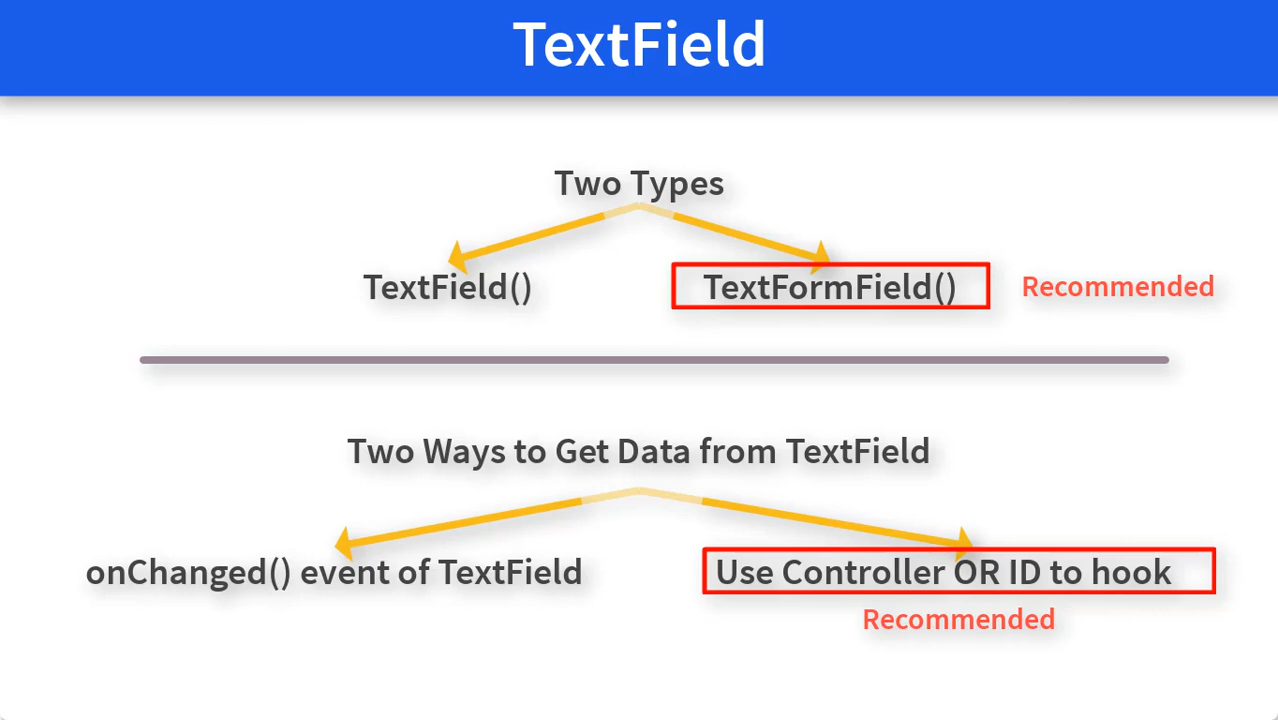 TextField
Two Types
TextField()
TextFormField()
Recommended
Two Ways to Get Data from TextField
onChanged() event of TextField
Use Controller OR ID to hook
Recommended